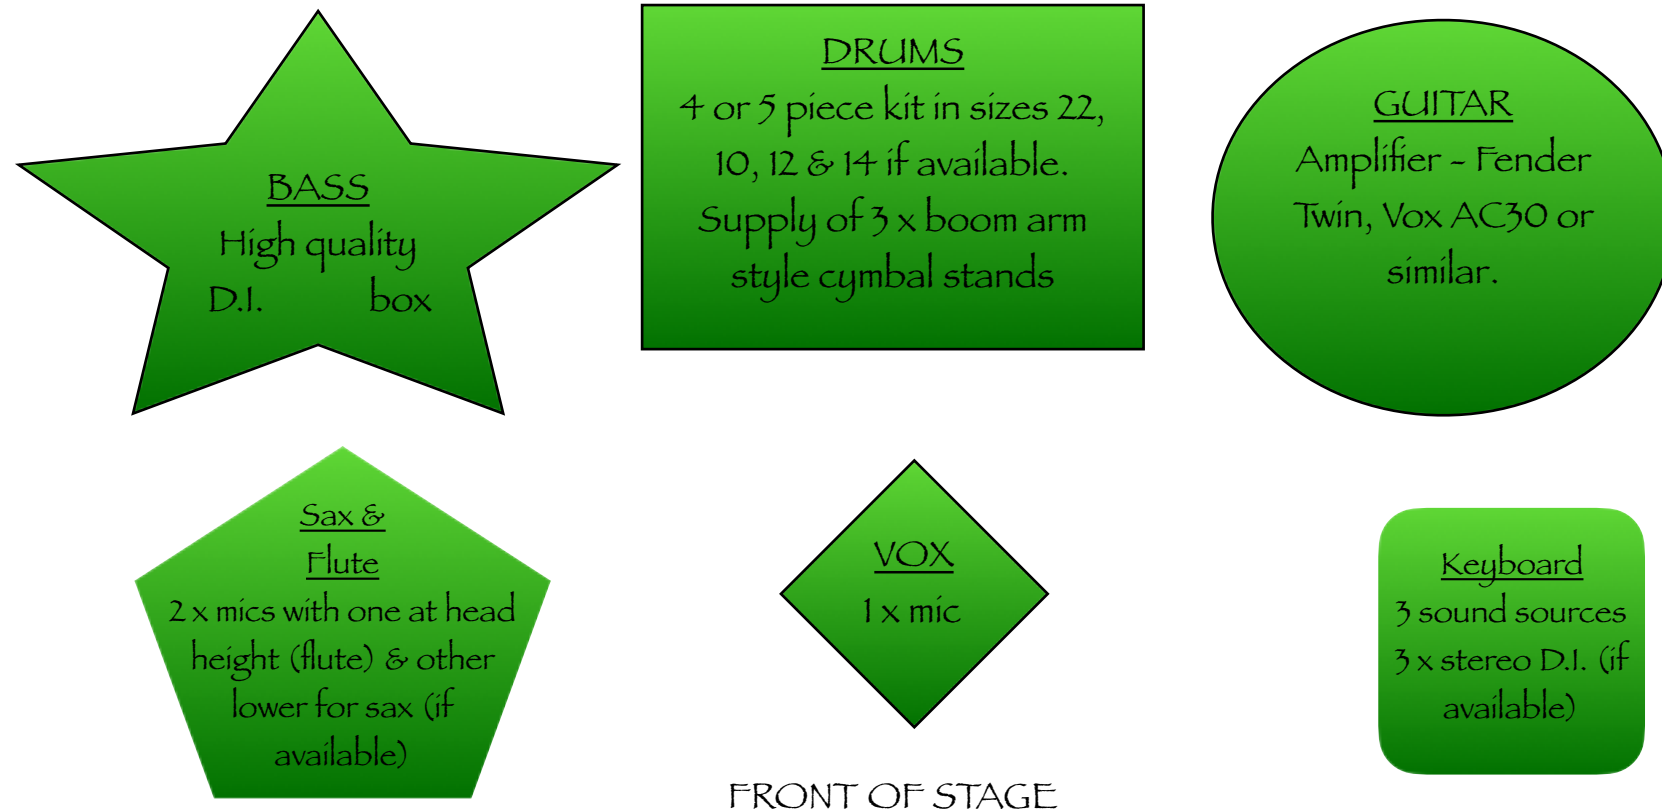 BASS
High quality
D.I. box
DRUMS
4 or 5 piece kit in sizes 22,
10, 12 & 14 if available.
Supply of 3 x boom arm
style cymbal stands
GUITAR
Amplifier - Fender
Twin, Vox AC30 or
similar.
Sax &
Flute
2 x mics with one at head
height (flute) & other
lower for sax (if
available)
VOX
1 x mic
Keyboard
3 sound sources
3 x stereo D.I. (if
available)
FRONT OF STAGE